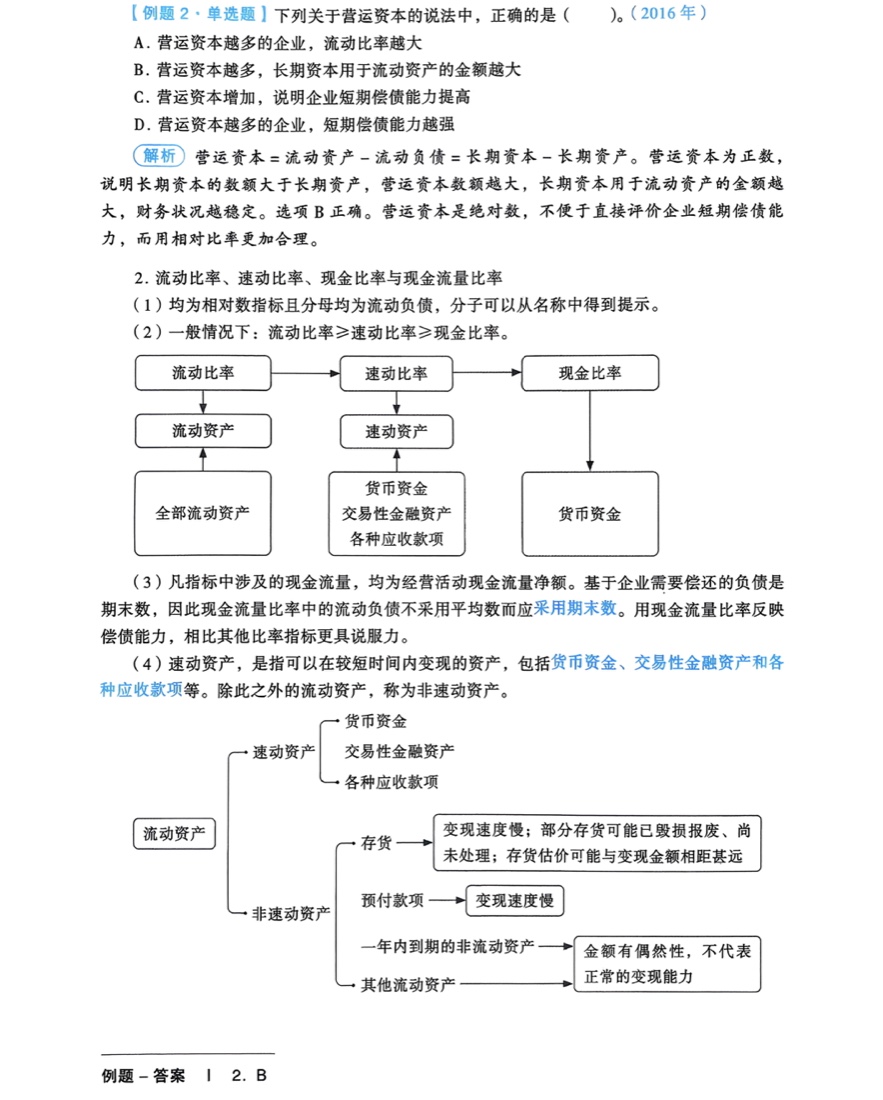 【例题2·单选题】下列关于营运资本的说法中，正确的是（　　）。（2016年）
A. 营运资本越多的企业，流动比率越大
B. 营运资本越多，长期资本用于流动资产的金额越大
C. 营运资本增加，说明企业短期偿债能力提高
D. 营运资本越多的企业，短期偿债能力越强
解析 营运资本=流动资产－流动负债=长期资本－长期资产。营运资本为正数，
说明长期资本的数额大于长期资产，营运资本数额越大，长期资本用于流动资产的金额越
大，财务状况越稳定。选项 B 正确。营运资本是绝对数，不便于直接评价企业短期偿债能
力，而用相对比率更加合理。
2. 流动比率、速动比率、现金比率与现金流量比率
（1）均为相对数指标且分母均为流动负债，分子可以从名称中得到提示。
（2）一般情况下：流动比率≥速动比率≥现金比率。
流动比率
速动比率
现金比率
流动资产
速动资产
全部流动资产
货币资金
交易性金融资产
各种应收款项
货币资金
（3）凡指标中涉及的现金流量，均为经营活动现金流量净额。基于企业需要偿还的负债是
期末数，因此现金流量比率中的流动负债不采用平均数而应采用期末数。用现金流量比率反映
偿债能力，相比其他比率指标更具说服力。
（4）速动资产，是指可以在较短时间内变现的资产，包括货币资金、交易性金融资产和各
种应收款项等。除此之外的流动资产，称为非速动资产。
流动资产
速动资产
货币资金
交易性金融资产
各种应收款项
非速动资产
存货
变现速度慢；部分存货可能已毁损报废、尚
未处理；存货估价可能与变现金额相距甚远
预付款项
变现速度慢
一年内到期的非流动资产
其他流动资产
金额有偶然性，不代表
正常的变现能力
例题－答案 | 2. B